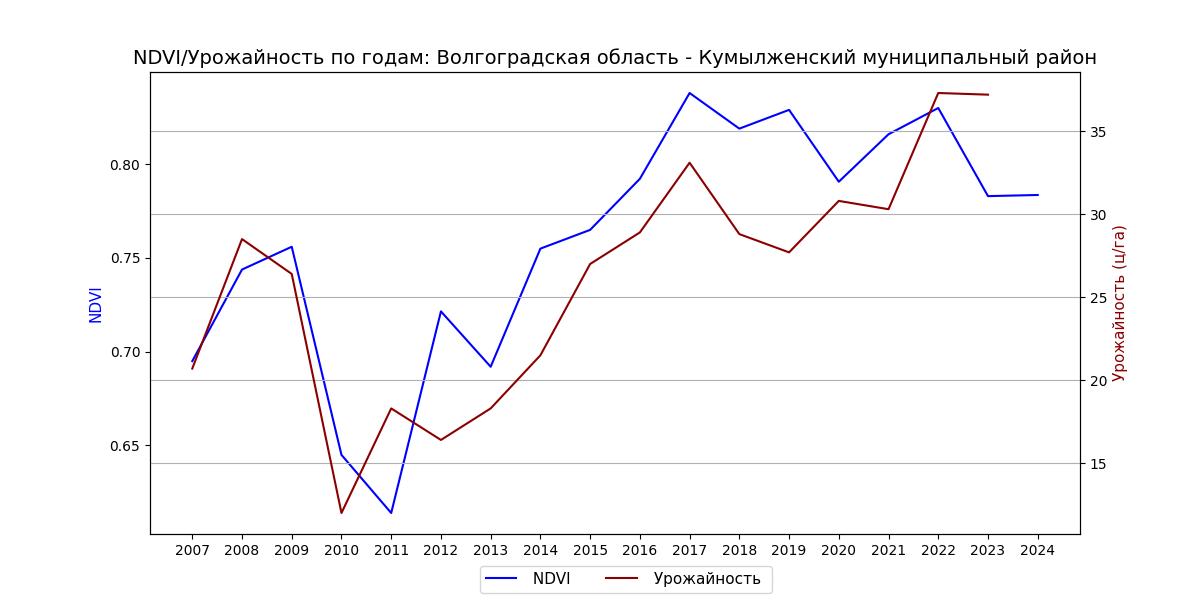 NDVI/Урожайность по годам: Волгоградская область - Кумылженский муниципальный район
0.80
0.75
0.70
0.65
NDVI
35
30
25
20
15
Урожайность (ц/га)
2007 2008 2009 2010 2011 2012 2013 2014 2015 2016 2017 2018 2019 2020 2021 2022 2023 2024
NDVI Урожайность